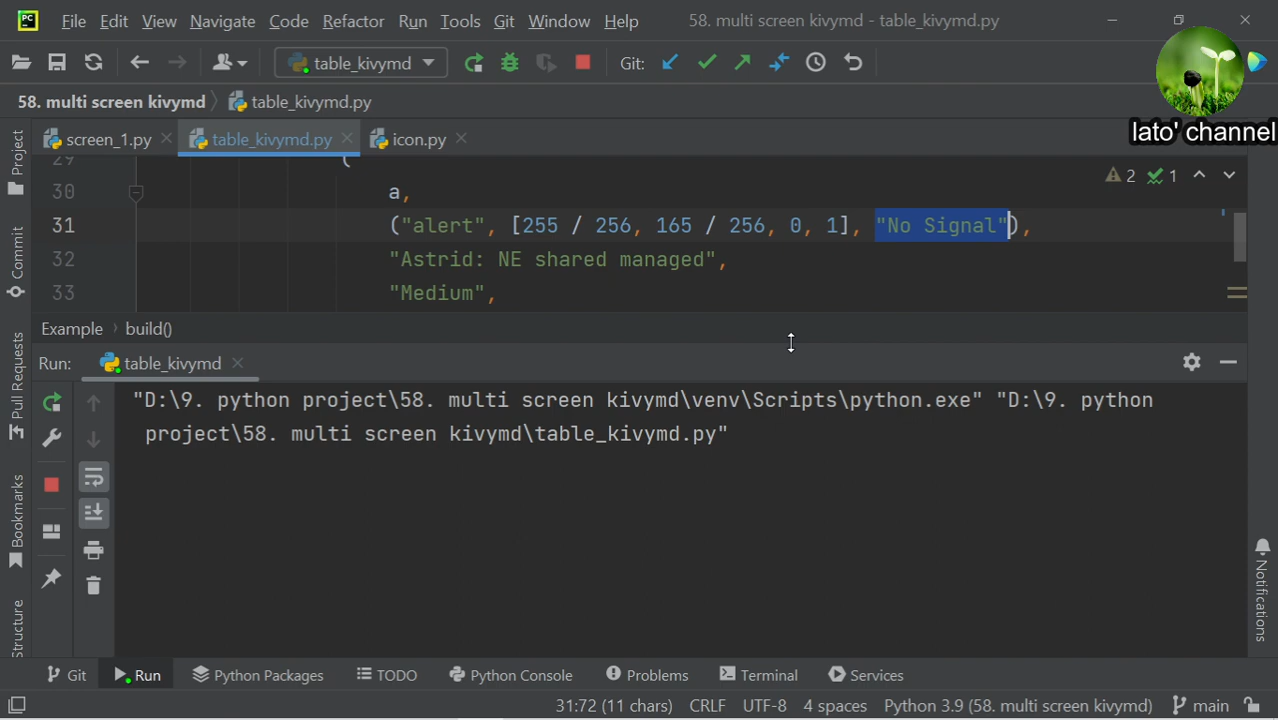 PC File Edit View Navigate Code Refactor Run Tools Git Window Help 58. multi screen kivymd - table_kivymd.py
table_kivymd Git:
lato' channel
58. multi screen kivymd table_kivymd.py
screen_1.py table_kivymd.py icon.py
29 (
30 a,
2 1
31 ("alert", [255 / 256, 165 / 256, 0, 1], "No Signal"),
32 "Astrid: NE shared managed",
33 "Medium",
Example build()
Run: table_kivymd
"D:\9. python project\58. multi screen kivymd\venv\Scripts\python.exe" "D:\9. python
project\58. multi screen kivymd\table_kivymd.py"
Project
Commit
Pull Requests
Bookmarks
Structure
Notifications
Git Run Python Packages TODO Python Console Problems Terminal Services
31:72 (11 chars) CRLF UTF-8 4 spaces Python 3.9 (58. multi screen kivymd) main